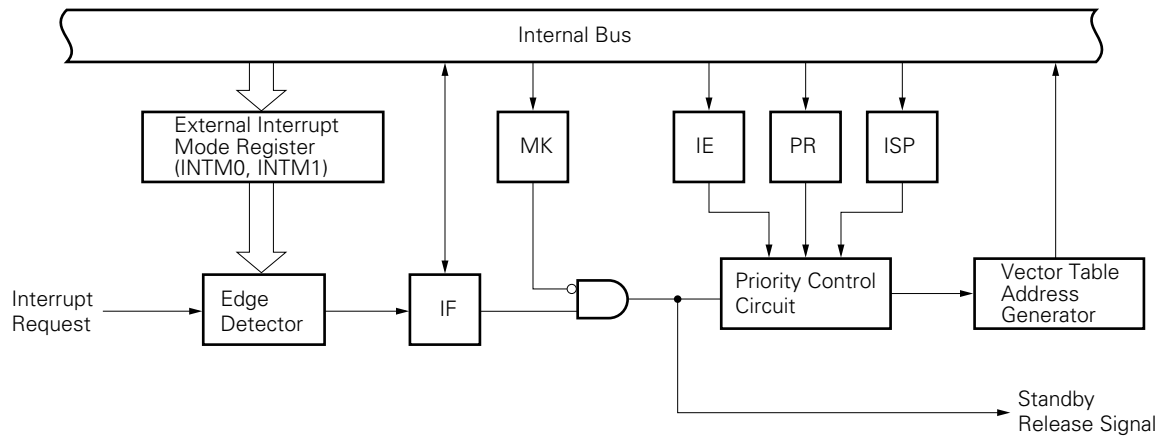 Internal Bus
External Interrupt
Mode Register
(INTM0, INTM1)
MK
IE
PR
ISP
Interrupt
Request
Edge
Detector
IF
Priority Control
Circuit
Vector Table
Address
Generator
Standby
Release Signal